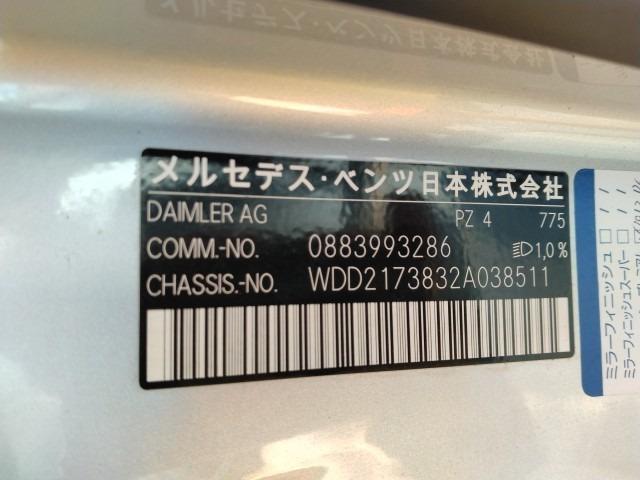 メルセデス・ベンツ日本株式会社
DAIMLER AG PZ 4 775
COMM.-NO. 0883993286 1,0%
CHASSIS.-NO. WDD2173832A038511
ミラーフィニッシュ
ミラーフィニッシュスーパー